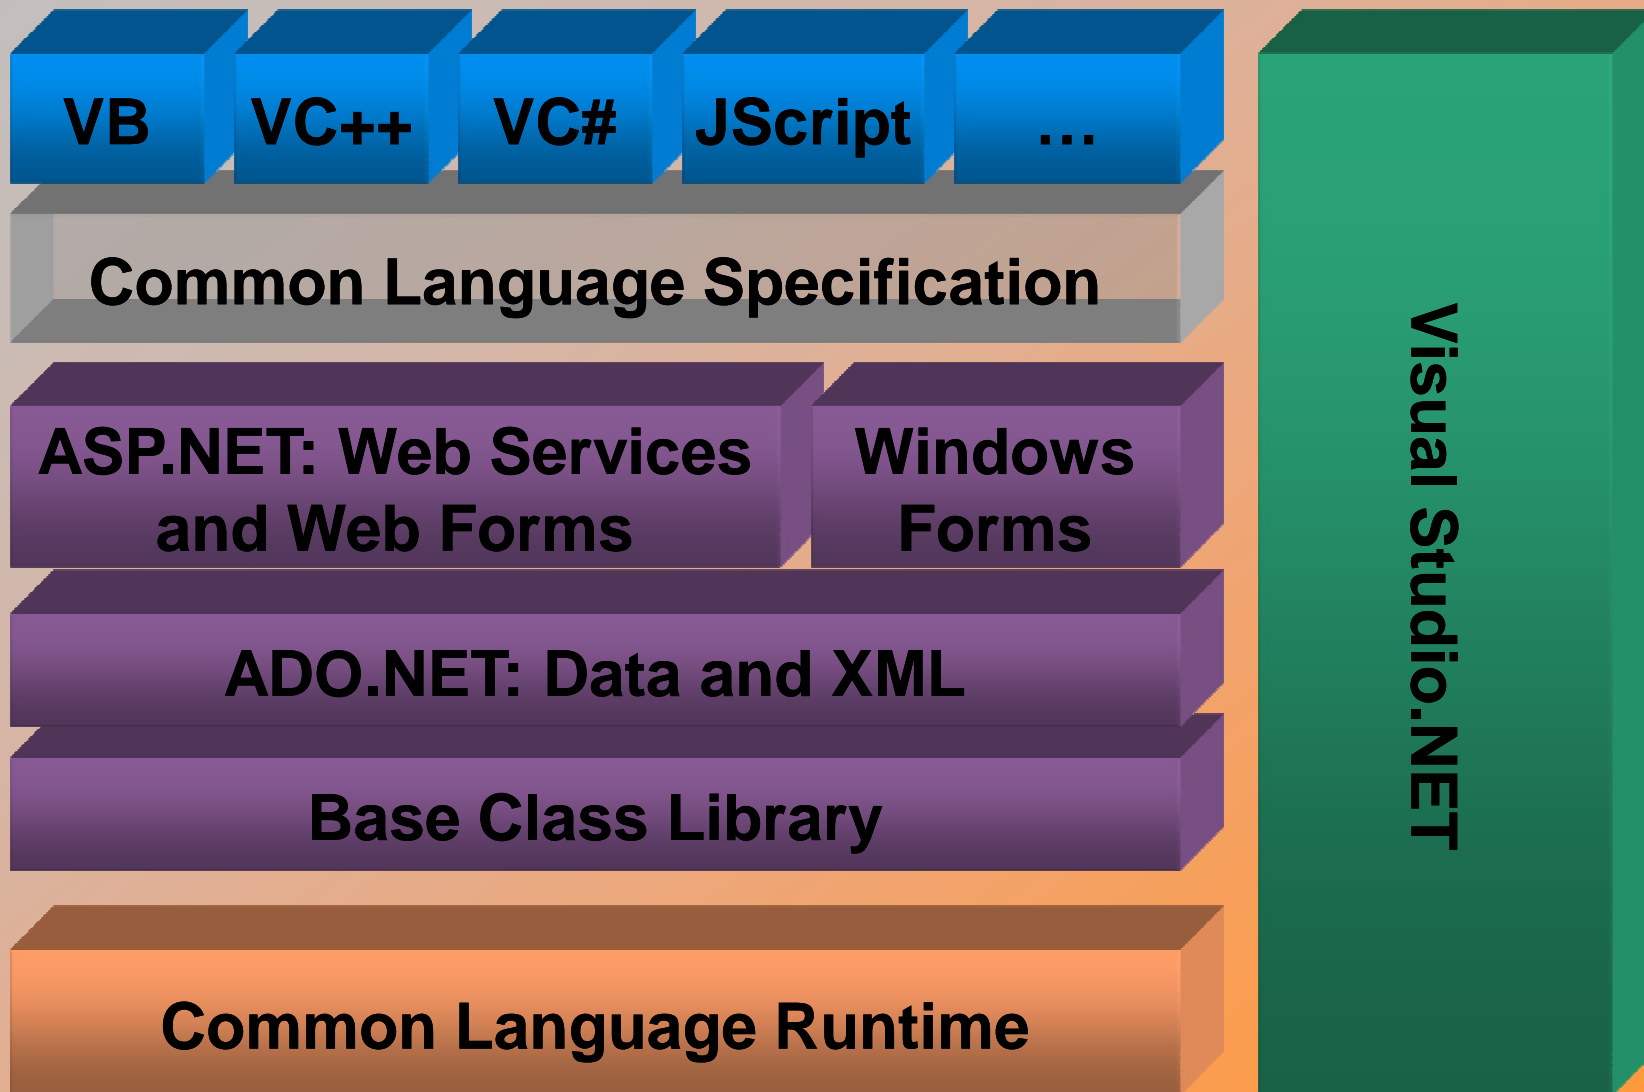 VB
VC++
VC#
JScript
…
Common Language Specification
ASP.NET: Web Services
and Web Forms
Windows
Forms
ADO.NET: Data and XML
Base Class Library
Common Language Runtime
Visual Studio.NET